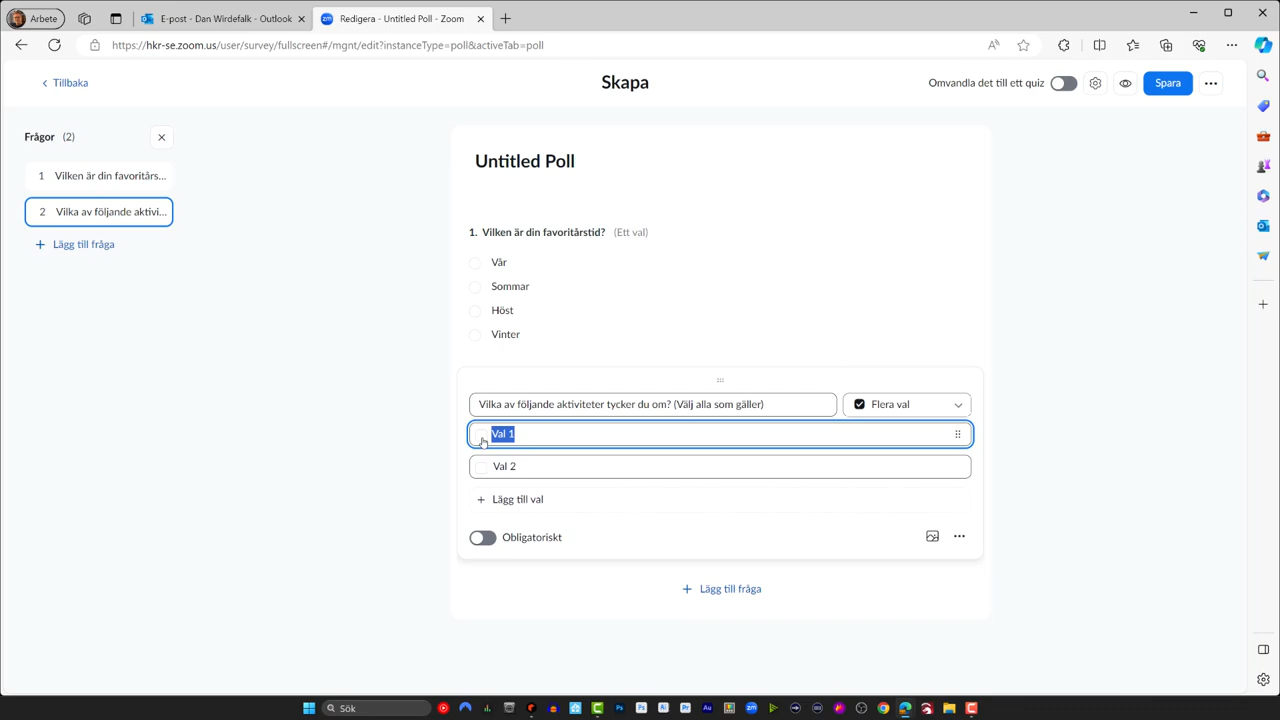 Arbete
E-post - Dan Wirdefalk - Outlook
Redigera - Untitled Poll - Zoom
https://hkr-se.zoom.us/user/survey/fullscreen#/mgnt/edit?instanceType=poll&activeTab=poll
Tillbaka
Skapa
Omvandla det till ett quiz
Spara
Frågor (2)
1 Vilken är din favoritårs...
2 Vilka av följande aktivi...
Lägg till fråga
Untitled Poll
1. Vilken är din favoritårstid? (Ett val)
Vår
Sommar
Höst
Vinter
Vilka av följande aktiviteter tycker du om? (Välj alla som gäller)
Flera val
Val 1
Val 2
Lägg till val
Obligatoriskt
Lägg till fråga
Sök